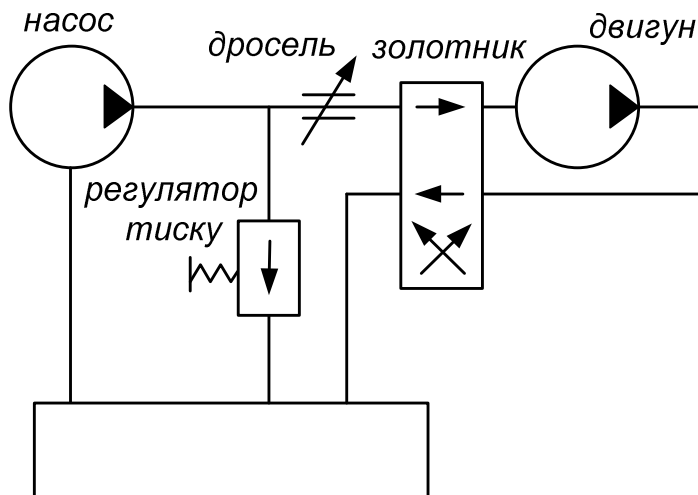 насос
дросель
золотник
двигун
регулятор
тиску